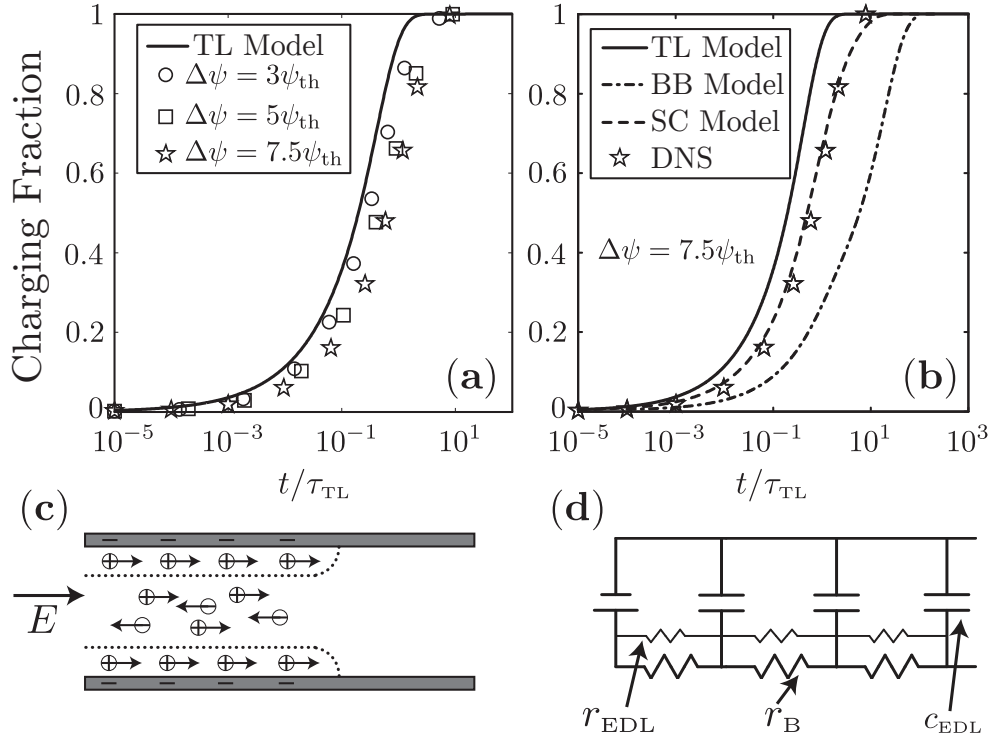 Charging Fraction
1
0.8
0.6
0.4
0.2
0
TL Model
Δψ = 3ψth
Δψ = 5ψth
Δψ = 7.5ψth
(a)
10⁻⁵ 10⁻³ 10⁻¹ 10¹
t/τTL
1
0.8
0.6
0.4
0.2
0
TL Model
BB Model
SC Model
DNS
Δψ = 7.5ψth
(b)
10⁻⁵ 10⁻³ 10⁻¹ 10¹ 10³
t/τTL
(c)
E
(d)
rEDL
rB
cEDL